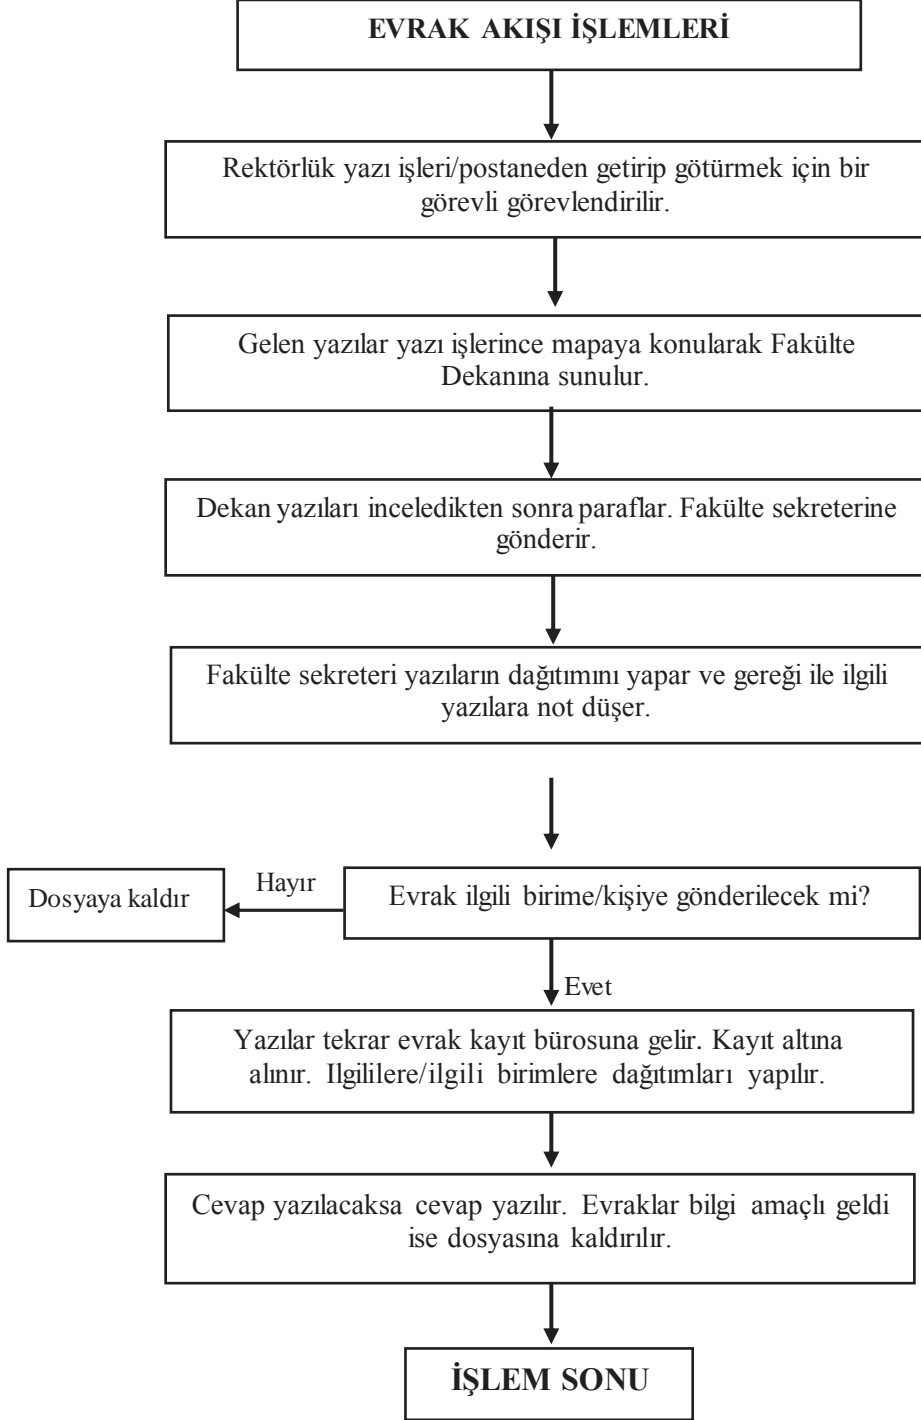 EVRAK AKIŞI İŞLEMLERİ
Rektörlük yazı işleri/postaneden getirip götürmek için bir
görevli görevlendirilir.
Gelen yazılar yazı işlerince mapaya konularak Fakülte
Dekanına sunulur.
Dekan yazıları inceledikten sonra paraflar. Fakülte sekreterine
gönderir.
Fakülte sekreteri yazıların dağıtımını yapar ve gereği ile ilgili
yazılara not düşer.
Dosyaya kaldır
Hayır
Evrak ilgili birime/kişiye gönderilecek mi?
Evet
Yazılar tekrar evrak kayıt bürosuna gelir. Kayıt altına
alınır. Ilgililere/ilgili birimlere dağıtımları yapılır.
Cevap yazılacaksa cevap yazılır. Evraklar bilgi amaçlı geldi
ise dosyasına kaldırılır.
İŞLEM SONU